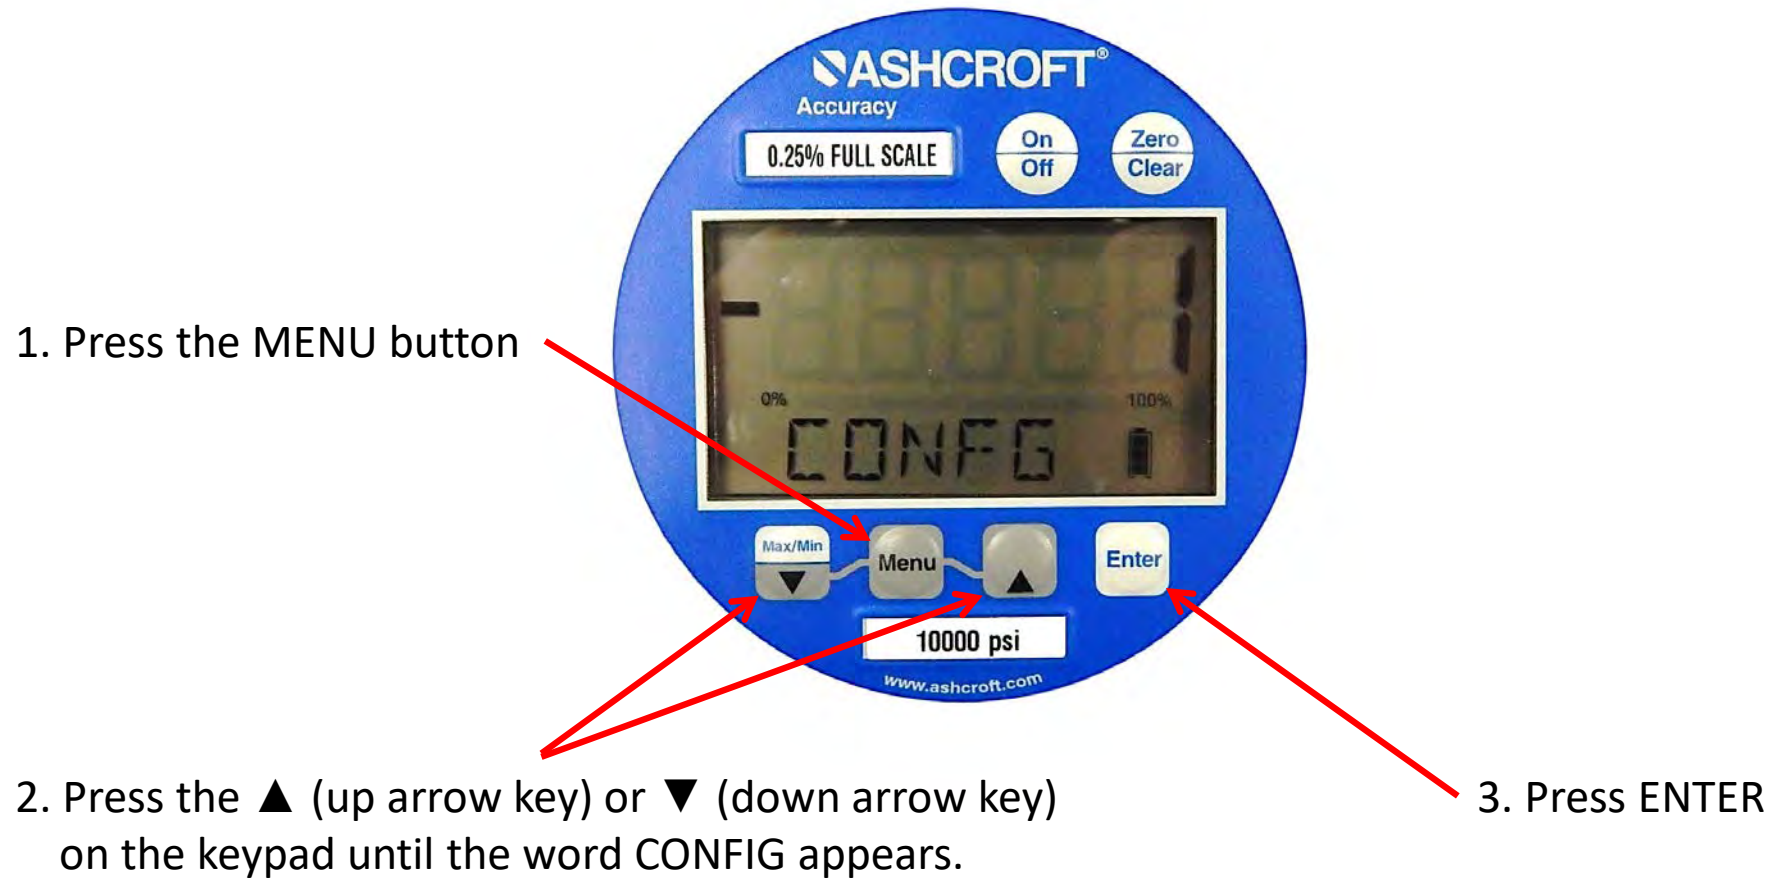 ASHCROFT®
Accuracy
0.25% FULL SCALE
On
Off
Zero
Clear
-1
0%
100%
CONFG
1. Press the MENU button
Max/Min
▼
Menu
▲
Enter
10000 psi
www.ashcroft.com
2. Press the ▲ (up arrow key) or ▼ (down arrow key)
on the keypad until the word CONFIG appears.
3. Press ENTER